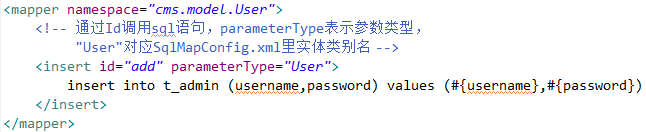 <mapper namespace="cms.model.User">
<!-- 通过Id调用sql语句，parameterType表示参数类型，
"User"对应SqlMapConfig.xml里实体类别名 -->
<insert id="add" parameterType="User">
insert into t_admin (username,password) values (#{username},#{password})
</insert>
</mapper>